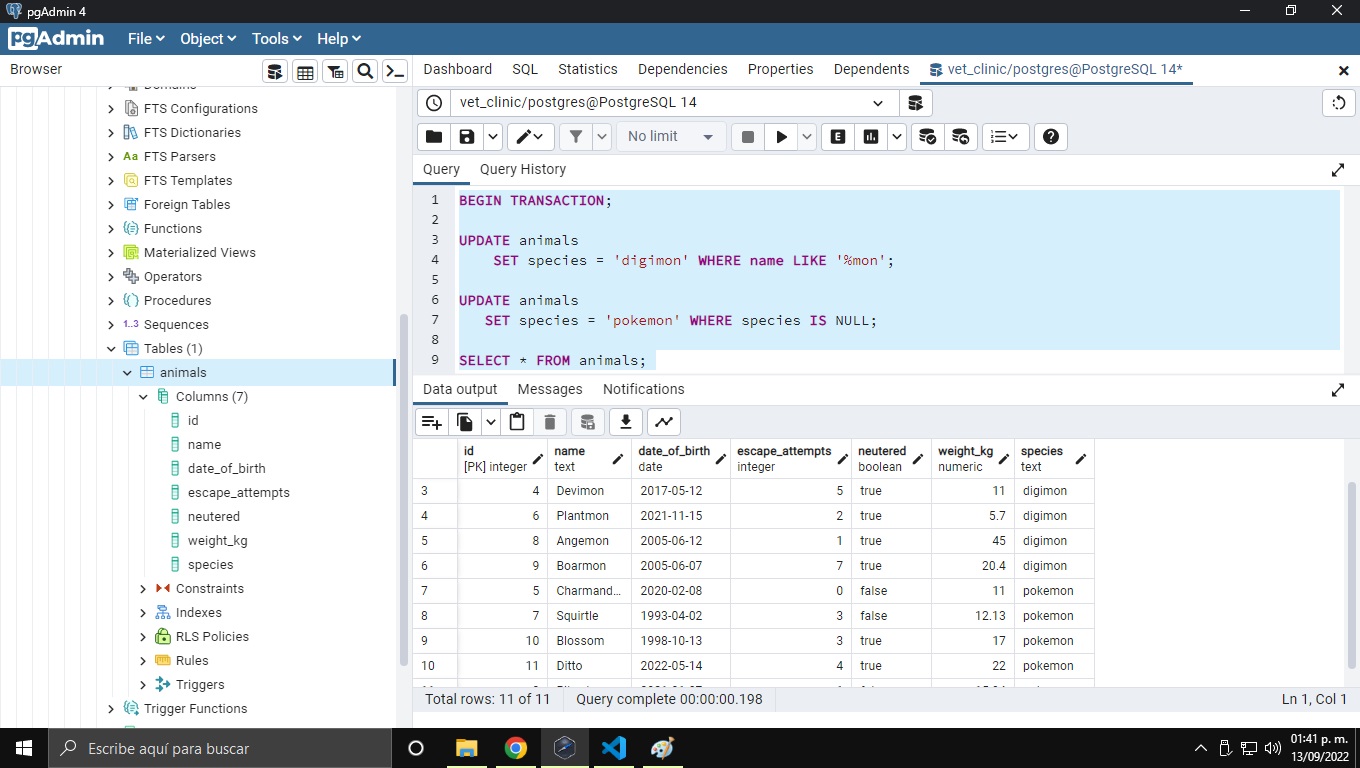 pgAdmin 4
pgAdmin File Object Tools Help
Browser
Dashboard SQL Statistics Dependencies Properties Dependents vet_clinic/postgres@PostgreSQL 14*
Domains
FTS Configurations
FTS Dictionaries
Aa FTS Parsers
FTS Templates
Foreign Tables
Functions
Materialized Views
Operators
Procedures
1..3 Sequences
Tables (1)
animals
Columns (7)
id
name
date_of_birth
escape_attempts
neutered
weight_kg
species
Constraints
Indexes
RLS Policies
Rules
Triggers
Trigger Functions
vet_clinic/postgres@PostgreSQL 14
No limit E
Query Query History
1 BEGIN TRANSACTION;
2
3 UPDATE animals
4 SET species = 'digimon' WHERE name LIKE '%mon';
5
6 UPDATE animals
7 SET species = 'pokemon' WHERE species IS NULL;
8
9 SELECT * FROM animals;
Data output Messages Notifications
id name date_of_birth escape_attempts neutered weight_kg species
[PK] integer text date integer boolean numeric text
3 4 Devimon 2017-05-12 5 true 11 digimon
4 6 Plantmon 2021-11-15 2 true 5.7 digimon
5 8 Angemon 2005-06-12 1 true 45 digimon
6 9 Boarmon 2005-06-07 7 true 20.4 digimon
7 5 Charmand... 2020-02-08 0 false 11 pokemon
8 7 Squirtle 1993-04-02 3 false 12.13 pokemon
9 10 Blossom 1998-10-13 3 true 17 pokemon
10 11 Ditto 2022-05-14 4 true 22 pokemon
Total rows: 11 of 11 Query complete 00:00:00.198 Ln 1, Col 1
Escribe aquí para buscar
01:41 p. m.
13/09/2022